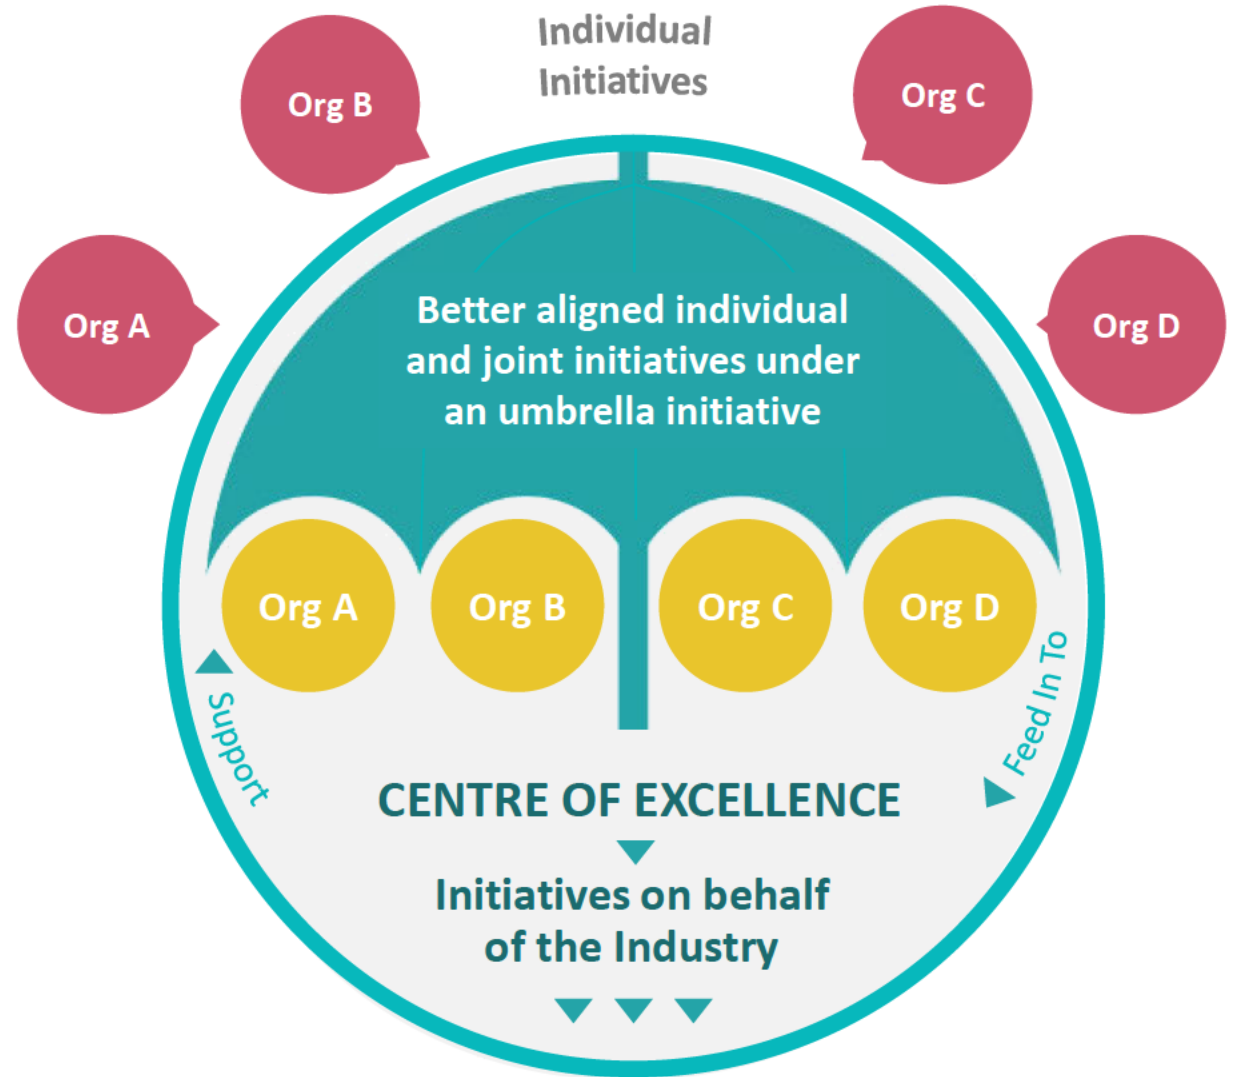 Individual
Initiatives
Org B
Org C
Org A
Org D
Better aligned individual
and joint initiatives under
an umbrella initiative
Org A
Org B
Org C
Org D
Support
Feed In To
CENTRE OF EXCELLENCE
Initiatives on behalf
of the Industry